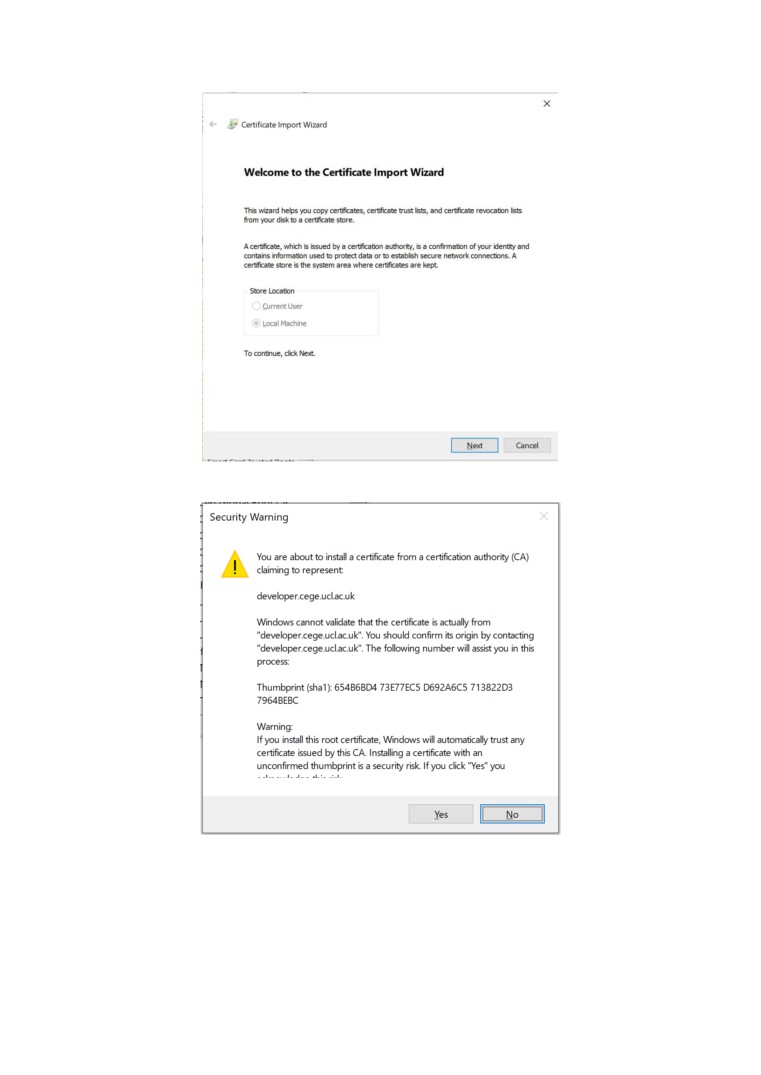 Certificate Import Wizard
Welcome to the Certificate Import Wizard
This wizard helps you copy certificates, certificate trust lists, and certificate revocation lists
from your disk to a certificate store.
A certificate, which is issued by a certification authority, is a confirmation of your identity and
contains information used to protect data or to establish secure network connections. A
certificate store is the system area where certificates are kept.
Store Location
Current User
Local Machine
To continue, click Next.
Next
Cancel
Security Warning
You are about to install a certificate from a certification authority (CA)
claiming to represent:
developer.cege.ucl.ac.uk
Windows cannot validate that the certificate is actually from
"developer.cege.ucl.ac.uk". You should confirm its origin by contacting
"developer.cege.ucl.ac.uk". The following number will assist you in this
process:
Thumbprint (sha1): 654B6BD4 73E77EC5 D692A6C5 713822D3
7964BEBC
Warning:
If you install this root certificate, Windows will automatically trust any
certificate issued by this CA. Installing a certificate with an
unconfirmed thumbprint is a security risk. If you click "Yes" you
Yes
No